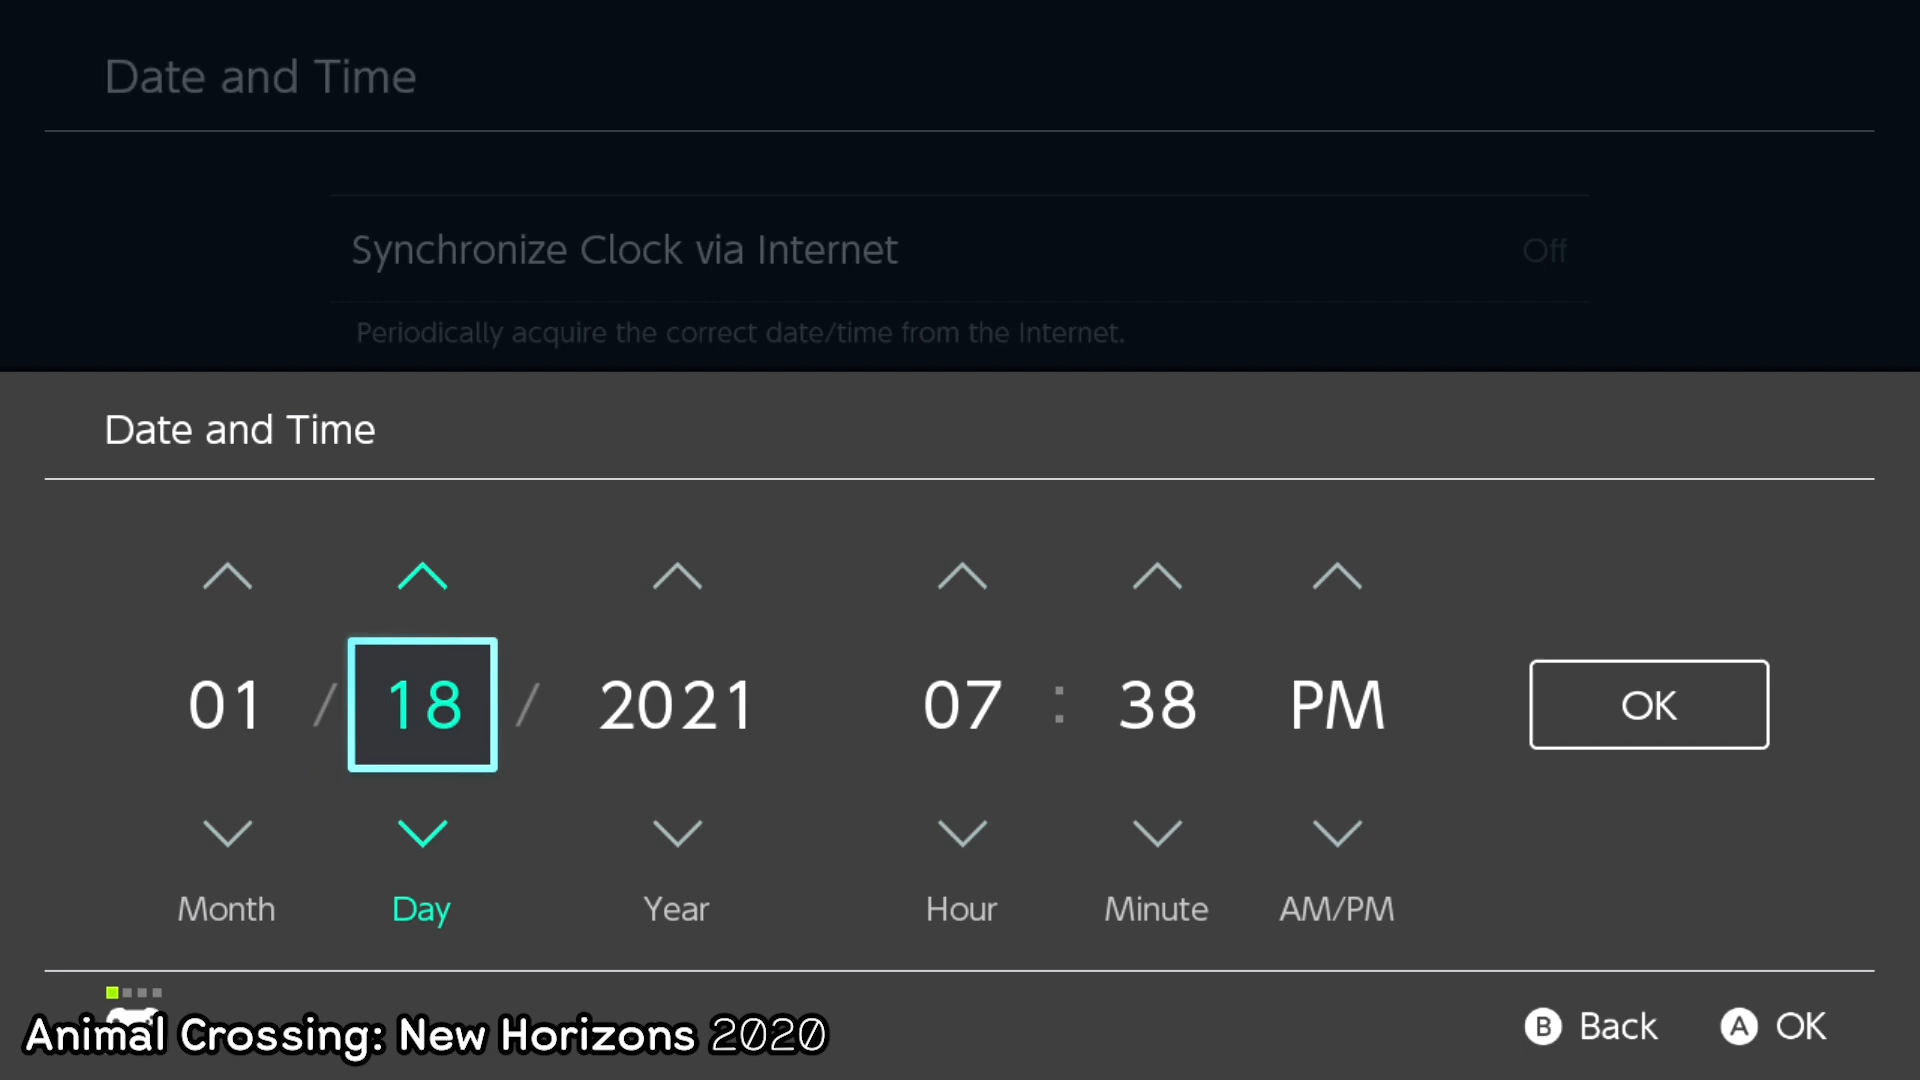 Date and Time
Synchronize Clock via Internet Off
Periodically acquire the correct date/time from the Internet.
Date and Time
01 / 18 / 2021 07 : 38 PM OK
Month Day Year Hour Minute AM/PM
Animal Crossing: New Horizons 2020
B Back A OK